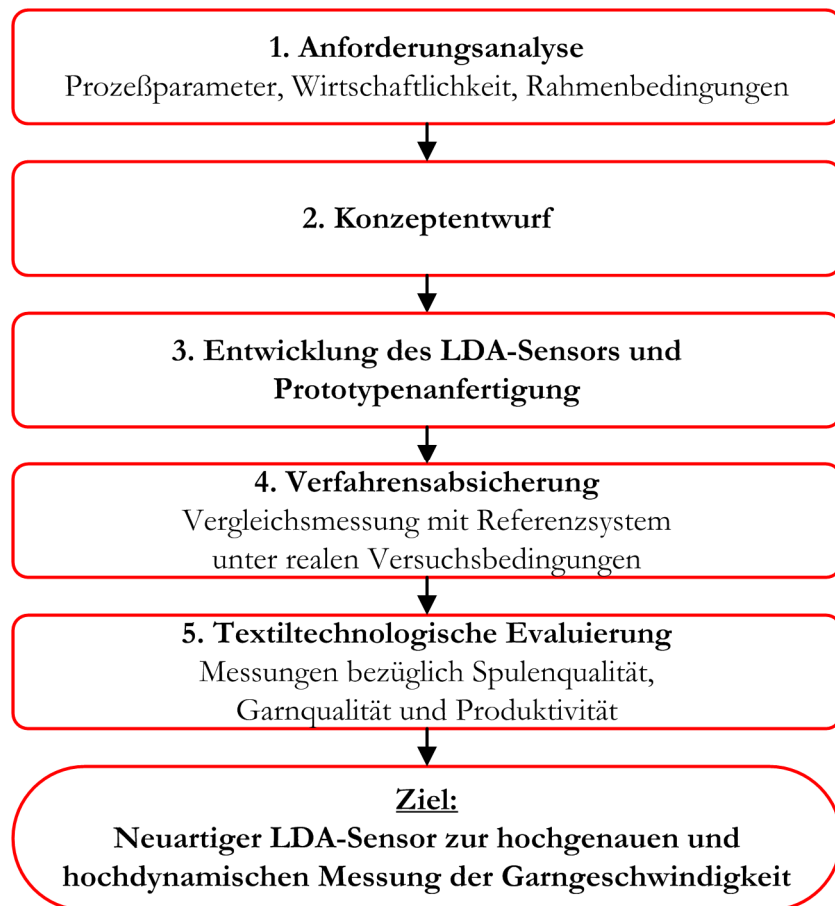 1. Anforderungsanalyse
Prozeßparameter, Wirtschaftlichkeit, Rahmenbedingungen
2. Konzeptentwurf
3. Entwicklung des LDA-Sensors und
Prototypenanfertigung
4. Verfahrensabsicherung
Vergleichsmessung mit Referenzsystem
unter realen Versuchsbedingungen
5. Textiltechnologische Evaluierung
Messungen bezüglich Spulenqualität,
Garnqualität und Produktivität
Ziel:
Neuartiger LDA-Sensor zur hochgenauen und
hochdynamischen Messung der Garngeschwindigkeit